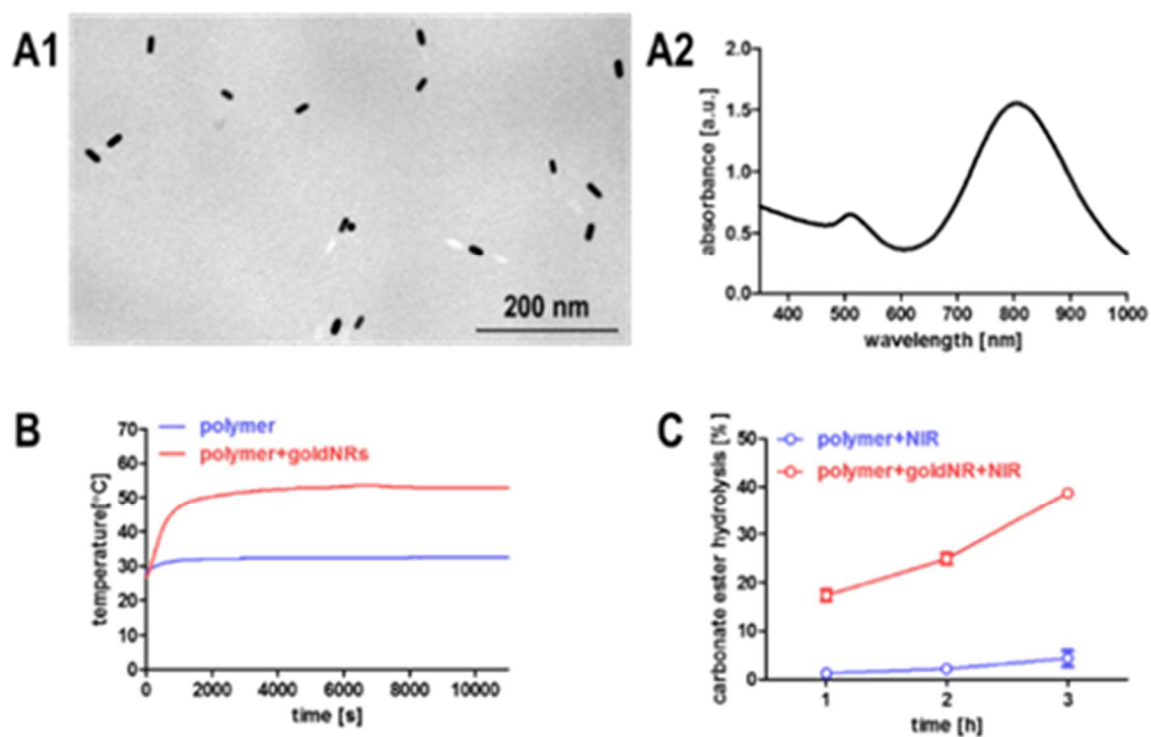 A1
200 nm
A2
absorbance [a.u.]
2.0
1.5
1.0
0.5
0.0
400 500 600 700 800 900 1000
wavelength [nm]
B
polymer
polymer+goldNRs
temperature[°C]
70
60
50
40
30
20
10
0
0 2000 4000 6000 8000 10000
time [s]
C
polymer+NIR
polymer+goldNR+NIR
carbonate ester hydrolysis [% ]
50
40
30
20
10
0
1 2 3
time [h]